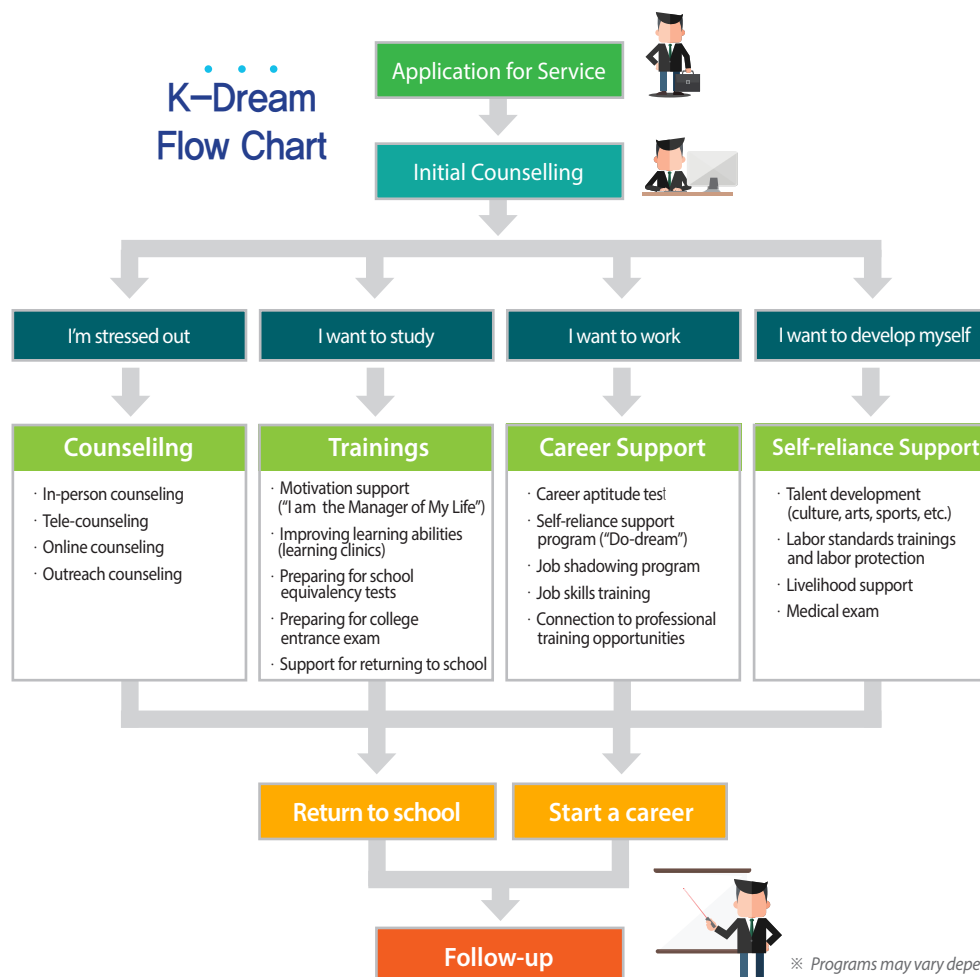 K-Dream
Flow Chart
Application for Service
Initial Counselling
I'm stressed out
I want to study
I want to work
I want to develop myself
Counselilng
· In-person counseling
· Tele-counseling
· Online counseling
· Outreach counseling
Trainings
· Motivation support
("I am the Manager of My Life")
· Improving learning abilities
(learning clinics)
· Preparing for school
equivalency tests
· Preparing for college
entrance exam
· Support for returning to school
Career Support
· Career aptitude test
· Self-reliance support
program ("Do-dream")
· Job shadowing program
· Job skills training
· Connection to professional
training opportunities
Self-reliance Support
· Talent development
(culture, arts, sports, etc.)
· Labor standards trainings
and labor protection
· Livelihood support
· Medical exam
Return to school
Start a career
Follow-up
※ Programs may vary